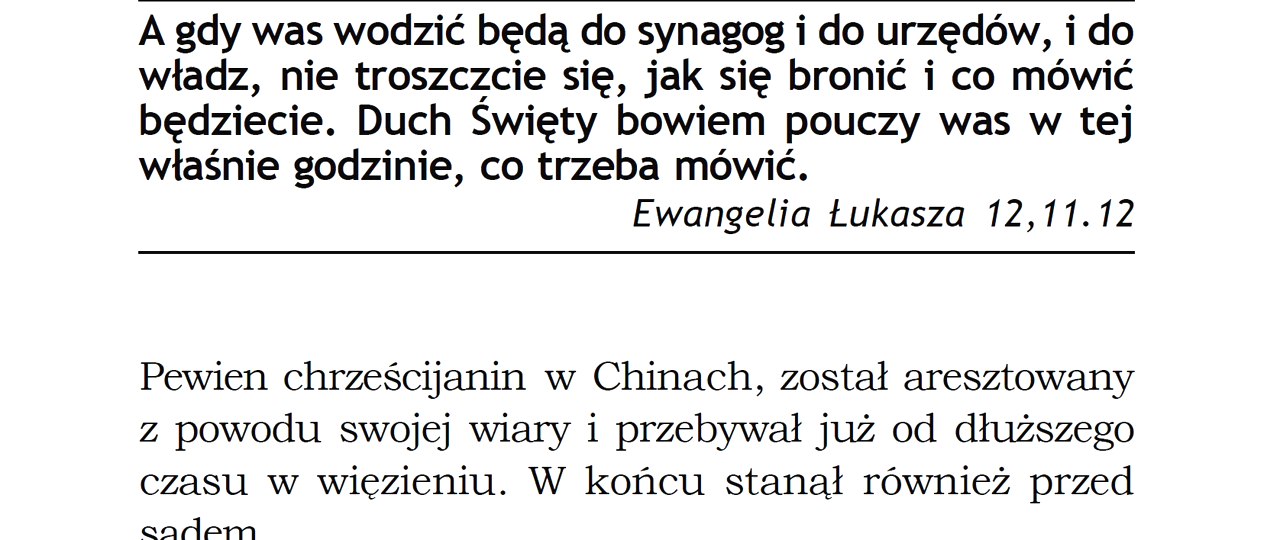 A gdy was wodzić będą do synagog i do urzędów, i do
władz, nie troszczcie się, jak się bronić i co mówić
będziecie. Duch Święty bowiem pouczy was w tej
właśnie godzinie, co trzeba mówić.
Ewangelia Łukasza 12,11.12
Pewien chrześcijanin w Chinach, został aresztowany
z powodu swojej wiary i przebywał już od dłuższego
czasu w więzieniu. W końcu stanął również przed
sądem